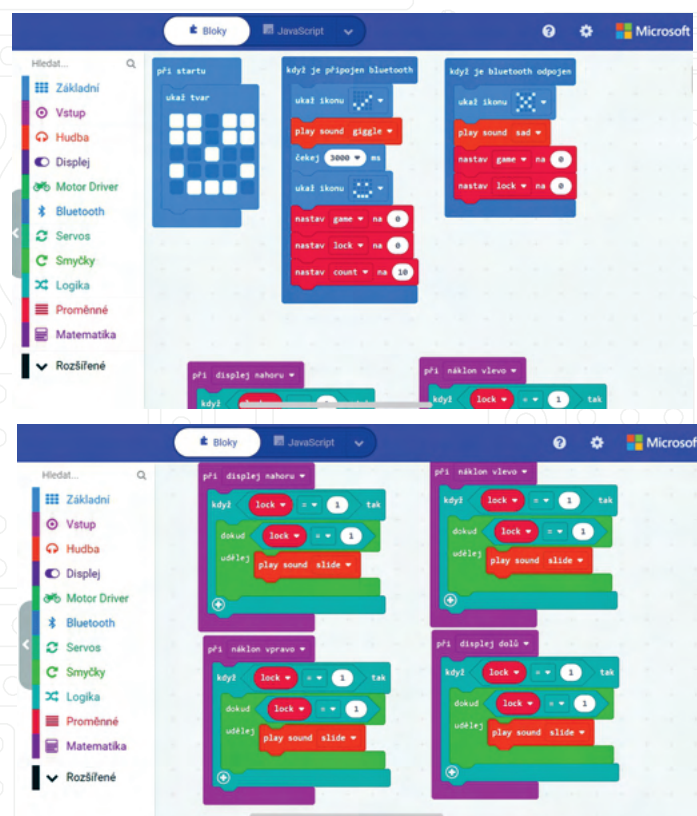 Bloky
JavaScript
Microsoft
Hledat...
Základní
Vstup
Hudba
Displej
Motor Driver
Bluetooth
Servos
Smyčky
Logika
Proměnné
Matematika
Rozšířené
při startu
ukaž tvar
když je připojen bluetooth
ukaž ikonu
play sound giggle
čekej 3000 ms
ukaž ikonu
nastav game na 0
nastav lock na 0
nastav count na 10
když je bluetooth odpojen
ukaž ikonu
play sound sad
nastav game na 0
nastav lock na 0
při displej nahoru
když
při náklon vlevo
když lock = 1 tak
Bloky
JavaScript
Microsof
Hledat...
Základní
Vstup
Hudba
Displej
Motor Driver
Bluetooth
Servos
Smyčky
Logika
Proměnné
Matematika
Rozšířené
při displej nahoru
když lock = 1 tak
dokud lock = 1
udělej play sound slide
při náklon vlevo
když lock = 1 tak
dokud lock = 1
udělej play sound slide
při náklon vpravo
když lock = 1 tak
dokud lock = 1
udělej play sound slide
při displej dolů
když lock = 1 tak
dokud lock = 1
udělej play sound slide